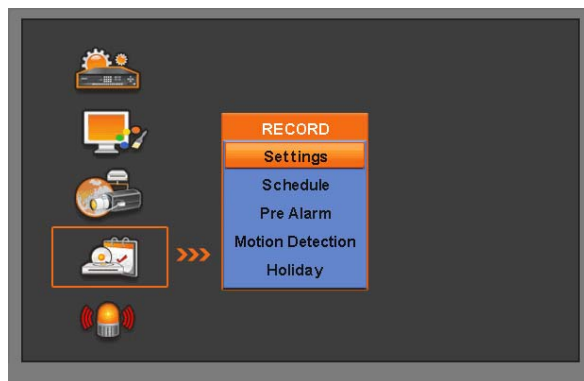 RECORD
Settings
Schedule
Pre Alarm
Motion Detection
Holiday